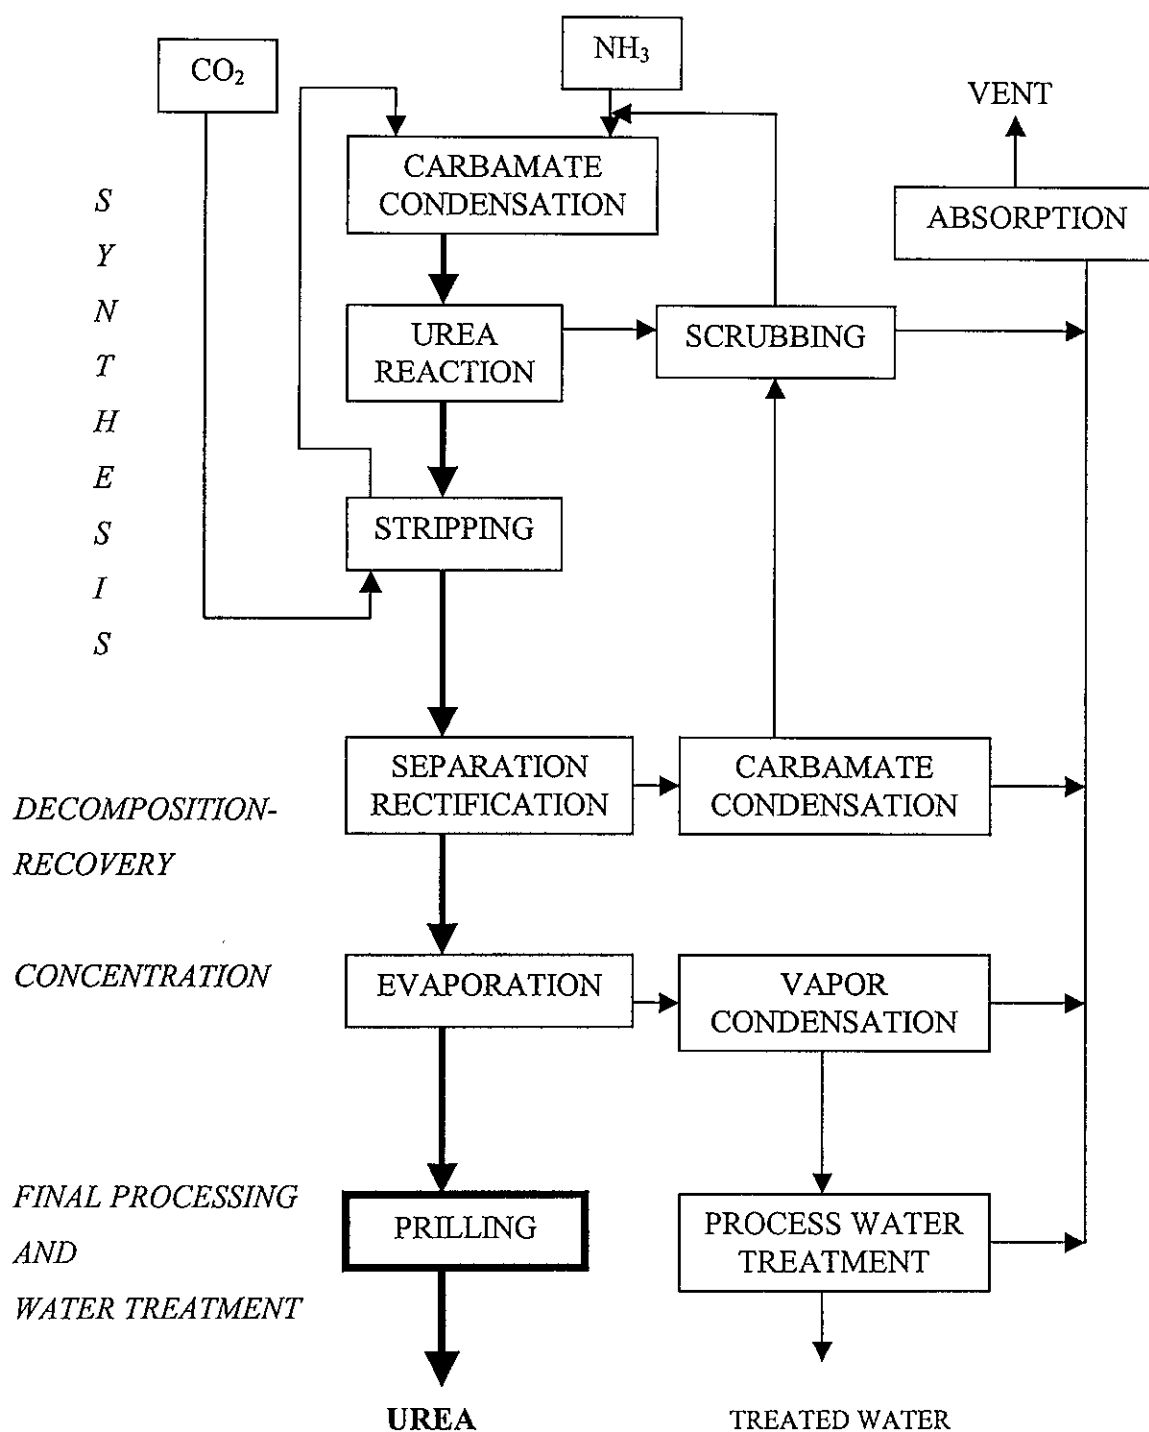 CO₂
NH₃
VENT
CARBAMATE
CONDENSATION
ABSORPTION
S
Y
N
T
H
E
S
I
S
UREA
REACTION
SCRUBBING
STRIPPING
SEPARATION
RECTIFICATION
CARBAMATE
CONDENSATION
DECOMPOSITION-
RECOVERY
CONCENTRATION
EVAPORATION
VAPOR
CONDENSATION
FINAL PROCESSING
AND
WATER TREATMENT
PRILLING
PROCESS WATER
TREATMENT
UREA
TREATED WATER